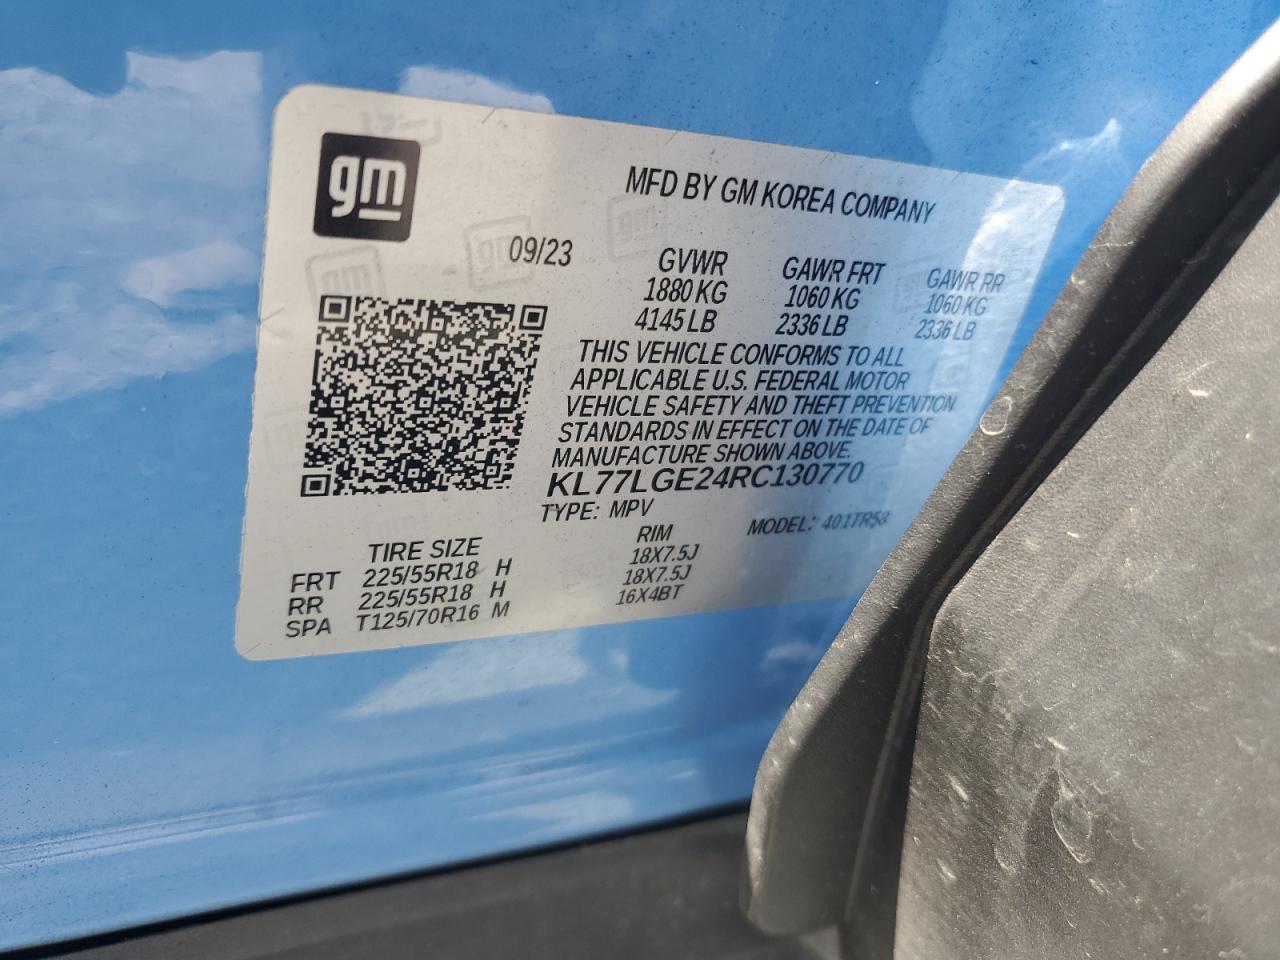 gm
MFD BY GM KOREA COMPANY
09/23
GVWR GAWR FRT GAWR RR
1880 KG 1060 KG 1060 KG
4145 LB 2336 LB 2336 LB
THIS VEHICLE CONFORMS TO ALL
APPLICABLE U.S. FEDERAL MOTOR
VEHICLE SAFETY AND THEFT PREVENTION
STANDARDS IN EFFECT ON THE DATE OF
MANUFACTURE SHOWN ABOVE.
KL77LGE24RC130770
TYPE: MPV MODEL: 401TR58
TIRE SIZE RIM
FRT 225/55R18 H 18X7.5J
RR 225/55R18 H 18X7.5J
SPA T125/70R16 M 16X4BT